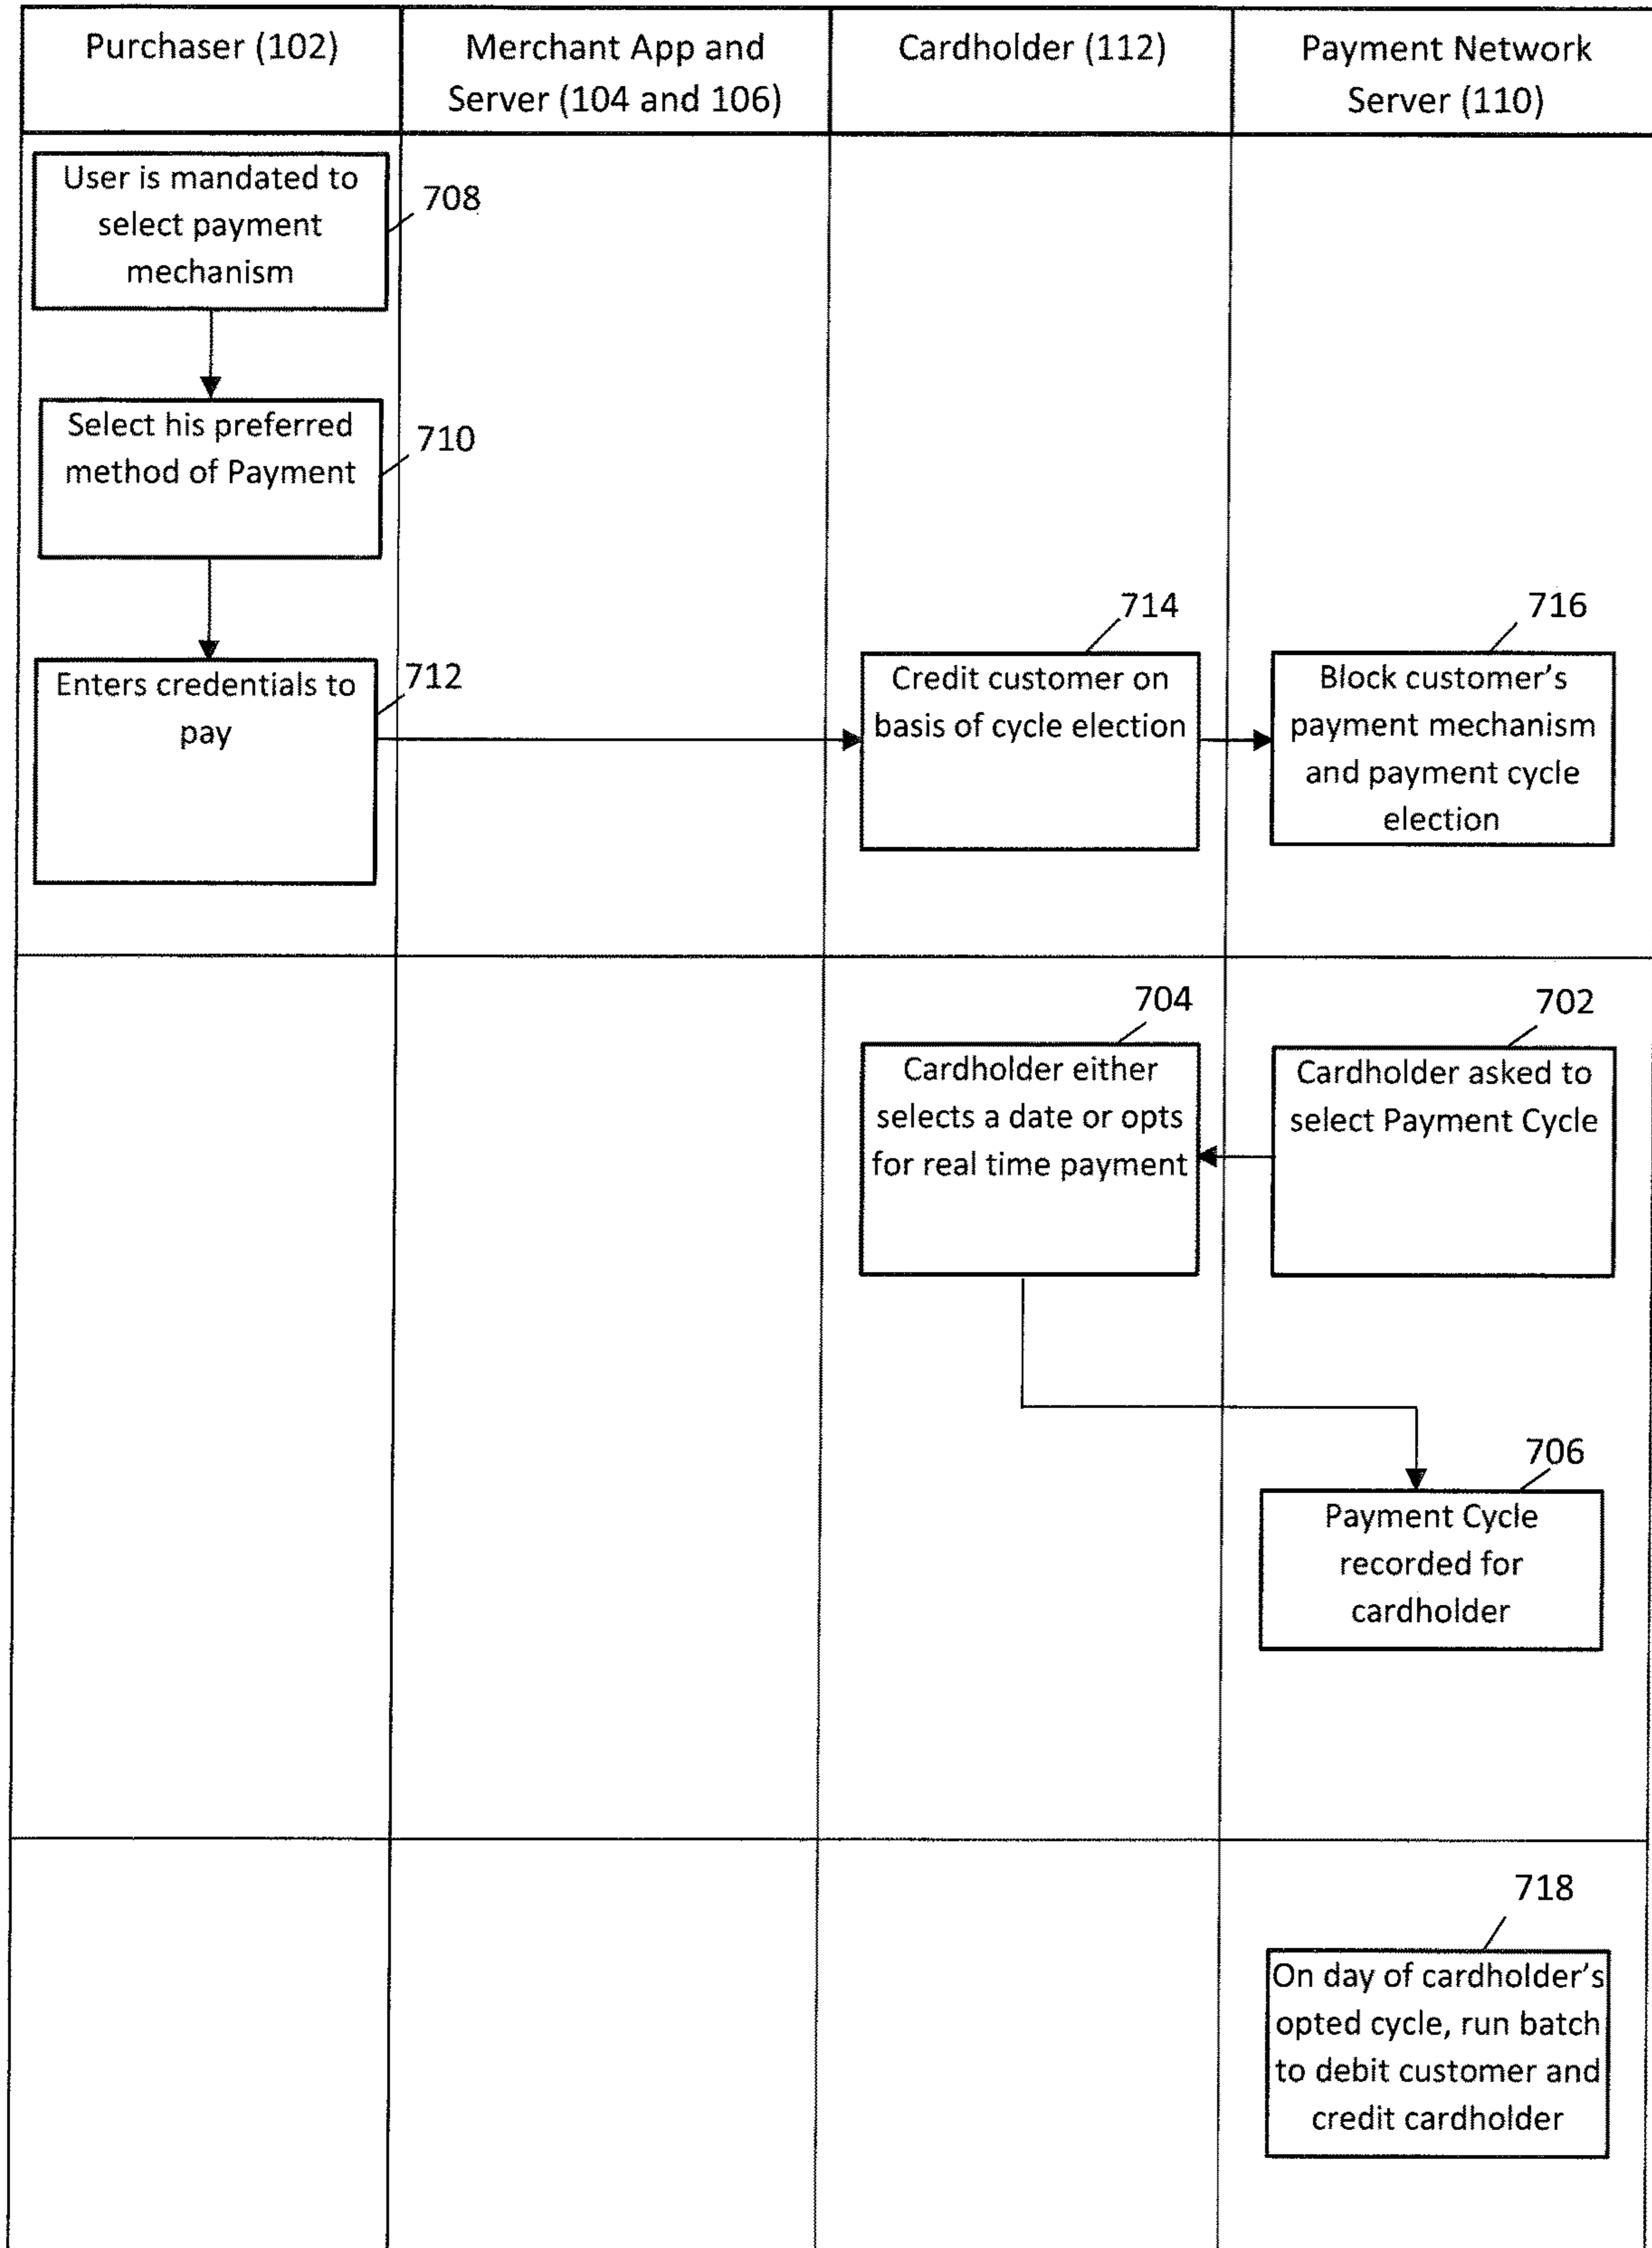 Purchaser (102)
Merchant App and
Server (104 and 106)
Cardholder (112)
Payment Network
Server (110)
User is mandated to
select payment
mechanism
708
Select his preferred
method of Payment
710
Enters credentials to
pay
712
714
Credit customer on
basis of cycle election
716
Block customer's
payment mechanism
and payment cycle
election
704
Cardholder either
selects a date or opts
for real time payment
702
Cardholder asked to
select Payment Cycle
706
Payment Cycle
recorded for
cardholder
718
On day of cardholder's
opted cycle, run batch
to debit customer and
credit cardholder